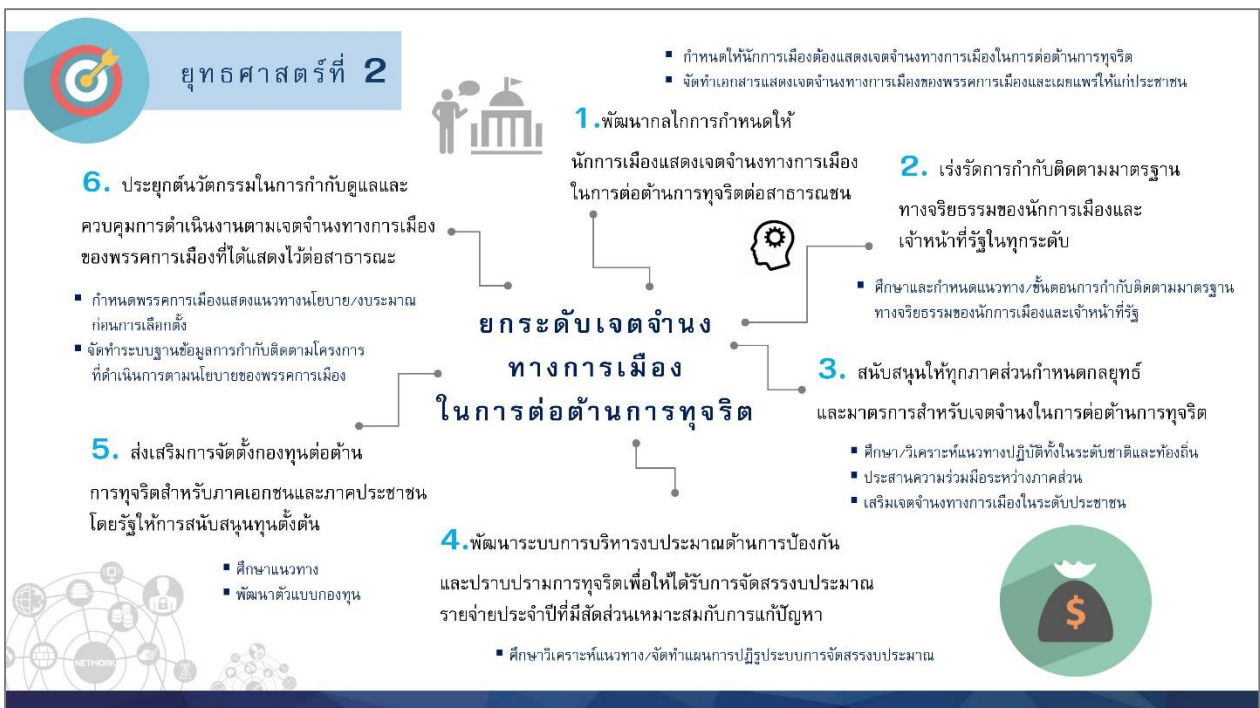 ยุทธศาสตร์ที่ 2
▪ กำหนดให้นักการเมืองต้องแสดงเจตจำนงทางการเมืองในการต่อต้านการทุจริต
▪ จัดทำเอกสารแสดงเจตจำนงทางการเมืองของพรรคการเมืองและเผยแพร่ให้แก่ประชาชน
1.พัฒนากลไกการกำหนดให้
นักการเมืองแสดงเจตจำนงทางการเมือง
ในการต่อต้านการทุจริตต่อสาธารณชน
2. เร่งรัดการกำกับติดตามมาตรฐาน
ทางจริยธรรมของนักการเมืองและ
เจ้าหน้าที่รัฐในทุกระดับ
▪ ศึกษาและกำหนดแนวทาง/ขั้นตอนการกำกับติดตามมาตรฐาน
ทางจริยธรรมของนักการเมืองและเจ้าหน้าที่รัฐ
ยกระดับเจตจำนง
ทางการเมือง
ในการต่อต้านการทุจริต
3. สนับสนุนให้ทุกภาคส่วนกำหนดกลยุทธ์
และมาตรการสำหรับเจตจำนงในการต่อต้านการทุจริต
▪ ศึกษา/วิเคราะห์แนวทางปฏิบัติทั้งในระดับชาติและท้องถิ่น
▪ ประสานความร่วมมือระหว่างภาคส่วน
▪ เสริมเจตจำนงทางการเมืองในระดับประชาชน
4.พัฒนาระบบการบริหารงบประมาณด้านการป้องกัน
และปราบปรามการทุจริตเพื่อให้ได้รับการจัดสรรงบประมาณ
รายจ่ายประจำปีที่มีสัดส่วนเหมาะสมกับการแก้ปัญหา
▪ ศึกษาวิเคราะห์แนวทาง/จัดทำแผนการปฏิรูประบบการจัดสรรงบประมาณ
5. ส่งเสริมการจัดตั้งกองทุนต่อต้าน
การทุจริตสำหรับภาคเอกชนและภาคประชาชน
โดยรัฐให้การสนับสนุนทุนตั้งต้น
▪ ศึกษาแนวทาง
▪ พัฒนาตัวแบบกองทุน
6. ประยุกต์นวัตกรรมในการกำกับดูแลและ
ควบคุมการดำเนินงานตามเจตจำนงทางการเมือง
ของพรรคการเมืองที่ได้แสดงไว้ต่อสาธารณะ
▪ กำหนดพรรคการเมืองแสดงแนวทางนโยบาย/งบประมาณ
ก่อนการเลือกตั้ง
▪ จัดทำระบบฐานข้อมูลการกำกับติดตามโครงการ
ที่ดำเนินการตามนโยบายของพรรคการเมือง
NETWORK
$